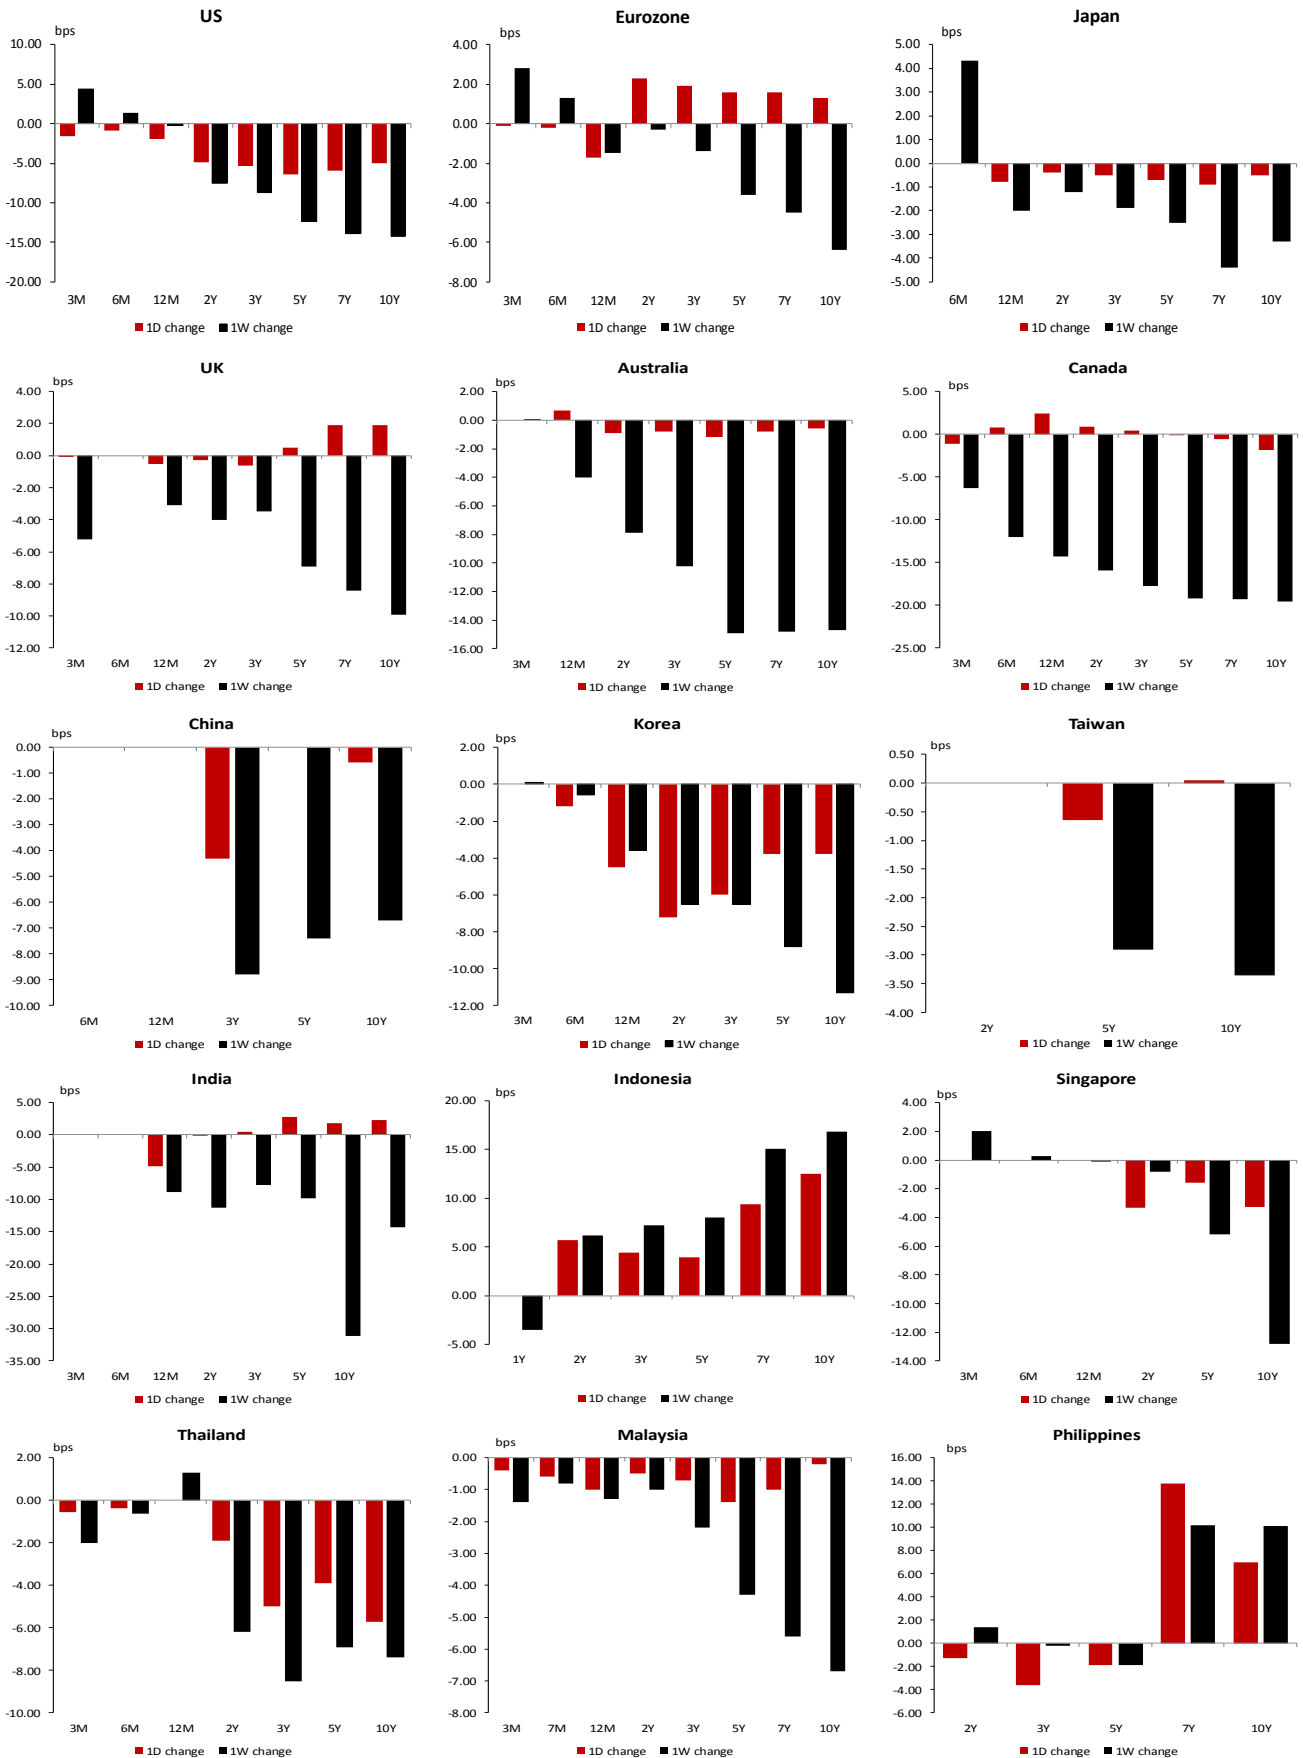 US
bps
10.00
5.00
0.00
-5.00
-10.00
-15.00
-20.00
3M 6M 12M 2Y 3Y 5Y 7Y 10Y
1D change 1W change
Eurozone
bps
4.00
2.00
0.00
-2.00
-4.00
-6.00
-8.00
3M 6M 12M 2Y 3Y 5Y 7Y 10Y
1D change 1W change
Japan
bps
5.00
4.00
3.00
2.00
1.00
0.00
-1.00
-2.00
-3.00
-4.00
-5.00
6M 12M 2Y 3Y 5Y 7Y 10Y
1D change 1W change
UK
bps
4.00
2.00
0.00
-2.00
-4.00
-6.00
-8.00
-10.00
-12.00
3M 6M 12M 2Y 3Y 5Y 7Y 10Y
1D change 1W change
Australia
bps
2.00
0.00
-2.00
-4.00
-6.00
-8.00
-10.00
-12.00
-14.00
-16.00
3M 12M 2Y 3Y 5Y 7Y 10Y
1D change 1W change
Canada
bps
5.00
0.00
-5.00
-10.00
-15.00
-20.00
-25.00
3M 6M 12M 2Y 3Y 5Y 7Y 10Y
1D change 1W change
China
0.00
-1.00
-2.00
-3.00
-4.00
-5.00
-6.00
-7.00
-8.00
-9.00
-10.00
6M 12M 3Y 5Y 10Y
1D change 1W change
Korea
bps
2.00
0.00
-2.00
-4.00
-6.00
-8.00
-10.00
-12.00
3M 6M 12M 2Y 3Y 5Y 10Y
1D change 1W change
Taiwan
bps
0.50
0.00
-0.50
-1.00
-1.50
-2.00
-2.50
-3.00
-3.50
-4.00
2Y 5Y 10Y
1D change 1W change
India
bps
5.00
0.00
-5.00
-10.00
-15.00
-20.00
-25.00
-30.00
-35.00
3M 6M 12M 2Y 3Y 5Y 10Y
1D change 1W change
Indonesia
bps
20.00
15.00
10.00
5.00
0.00
-5.00
1Y 2Y 3Y 5Y 7Y 10Y
1D change 1W change
Singapore
bps
4.00
2.00
0.00
-2.00
-4.00
-6.00
-8.00
-10.00
-12.00
-14.00
3M 6M 12M 2Y 5Y 10Y
1D change 1W change
Thailand
bps
2.00
0.00
-2.00
-4.00
-6.00
-8.00
-10.00
3M 6M 12M 2Y 3Y 5Y 10Y
1D change 1W change
Malaysia
bps
0.00
-1.00
-2.00
-3.00
-4.00
-5.00
-6.00
-7.00
-8.00
3M 7M 12M 2Y 3Y 5Y 7Y 10Y
1D change 1W change
Philippines
bps
16.00
14.00
12.00
10.00
8.00
6.00
4.00
2.00
0.00
-2.00
-4.00
-6.00
2Y 3Y 5Y 7Y 10Y
1D change 1W change